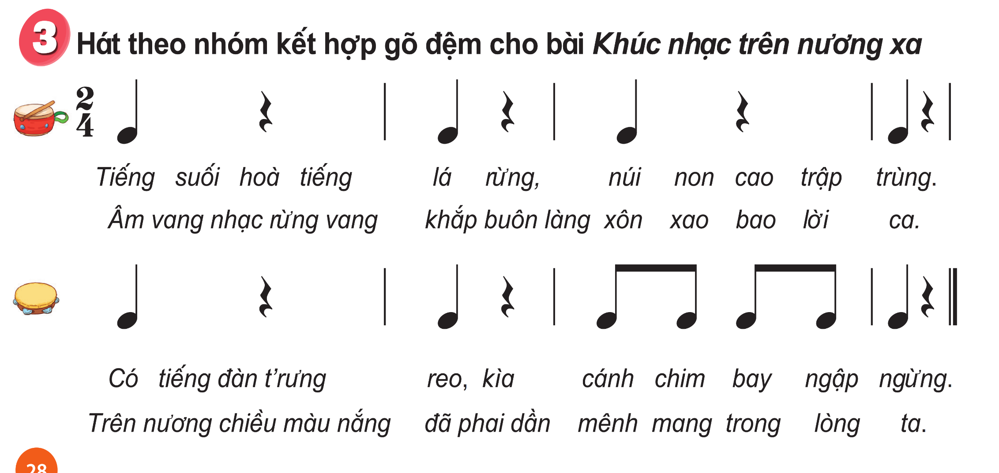 3 Hát theo nhóm kết hợp gõ đệm cho bài Khúc nhạc trên nương xa
2
4
Tiếng suối hoà tiếng lá rừng, núi non cao trập trùng.
Âm vang nhạc rừng vang khắp buôn làng xôn xao bao lời ca.
Có tiếng đàn t’rưng reo, kìa cánh chim bay ngập ngừng.
Trên nương chiều màu nắng đã phai dần mênh mang trong lòng ta.
28